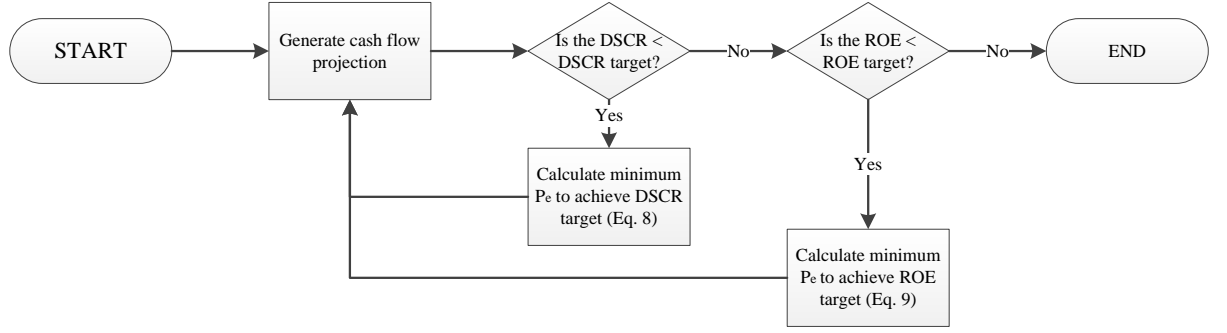 START
Generate cash flow
projection
Is the DSCR <
DSCR target?
No
Is the ROE <
ROE target?
No
END
Yes
Calculate minimum
Pe to achieve DSCR
target (Eq. 8)
Yes
Calculate minimum
Pe to achieve ROE
target (Eq. 9)